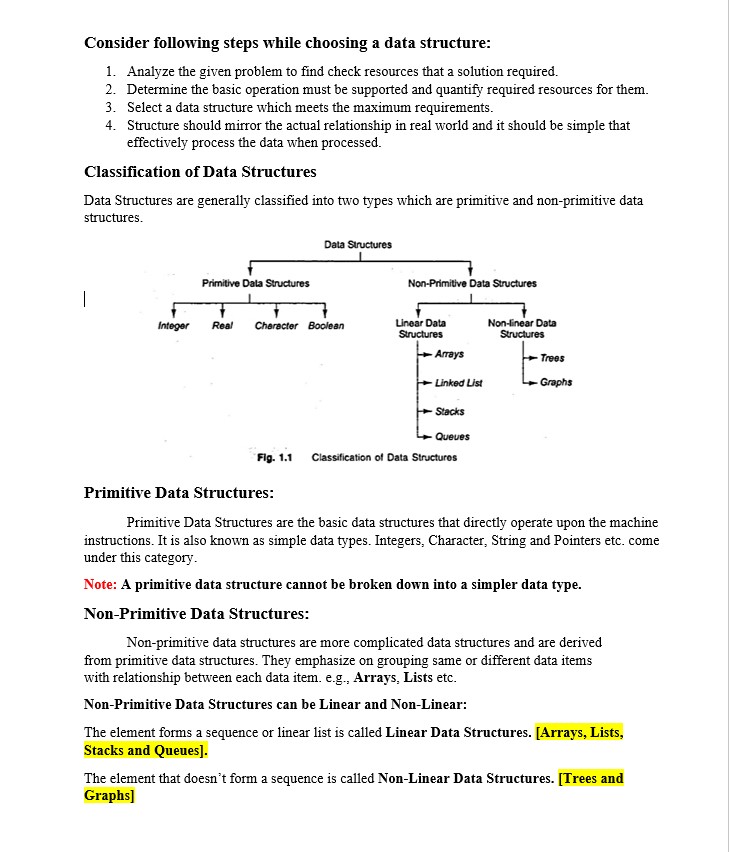 Consider following steps while choosing a data structure:
1. Analyze the given problem to find check resources that a solution required.
2. Determine the basic operation must be supported and quantify required resources for them.
3. Select a data structure which meets the maximum requirements.
4. Structure should mirror the actual relationship in real world and it should be simple that
effectively process the data when processed.
Classification of Data Structures
Data Structures are generally classified into two types which are primitive and non-primitive data
structures.
Data Structures
Primitive Data Structures Non-Primitive Data Structures
Integer Real Character Boolean Linear Data Non-linear Data
Structures Structures
Arrays Trees
Linked List Graphs
Stacks
Queues
Fig. 1.1 Classification of Data Structures
Primitive Data Structures:
Primitive Data Structures are the basic data structures that directly operate upon the machine
instructions. It is also known as simple data types. Integers, Character, String and Pointers etc. come
under this category.
Note: A primitive data structure cannot be broken down into a simpler data type.
Non-Primitive Data Structures:
Non-primitive data structures are more complicated data structures and are derived
from primitive data structures. They emphasize on grouping same or different data items
with relationship between each data item. e.g., Arrays, Lists etc.
Non-Primitive Data Structures can be Linear and Non-Linear:
The element forms a sequence or linear list is called Linear Data Structures. [Arrays, Lists,
Stacks and Queues].
The element that doesn't form a sequence is called Non-Linear Data Structures. [Trees and
Graphs]